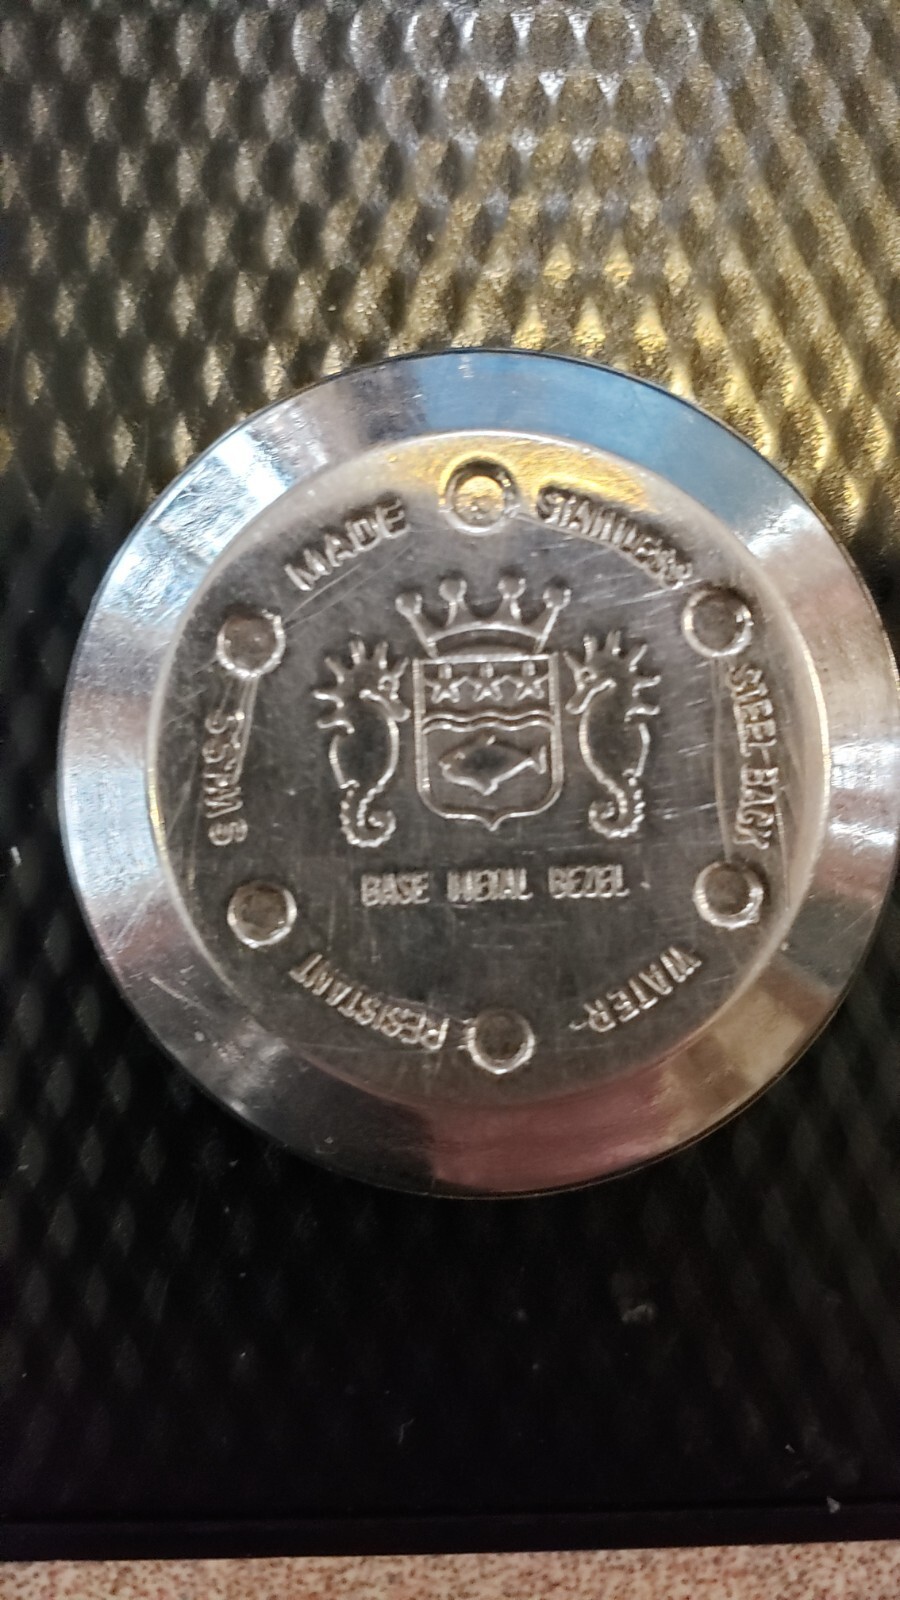 STAINLESS
STEEL BACK
WATER-
RESISTANT
SWISS
MADE
BASE METAL BEZEL